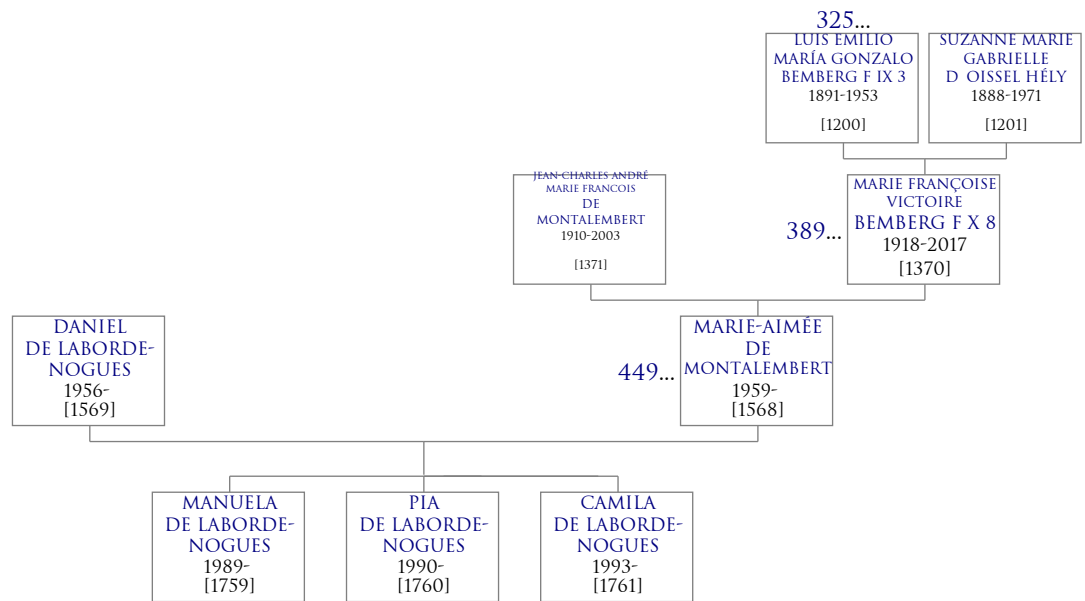 325...
LUIS EMILIO
MARÍA GONZALO
BEMBERG F IX 3
1891-1953
[1200]
SUZANNE MARIE
GABRIELLE
D OISSEL HÉLY
1888-1971
[1201]
JEAN-CHARLES ANDRÉ
MARIE FRANCOIS
DE
MONTALEMBERT
1910-2003
[1371]
389...
MARIE FRANÇOISE
VICTOIRE
BEMBERG F X 8
1918-2017
[1370]
DANIEL
DE LABORDE-
NOGUES
1956-
[1569]
449...
MARIE-AIMÉE
DE
MONTALEMBERT
1959-
[1568]
MANUELA
DE LABORDE-
NOGUES
1989-
[1759]
PIA
DE LABORDE-
NOGUES
1990-
[1760]
CAMILA
DE LABORDE-
NOGUES
1993-
[1761]